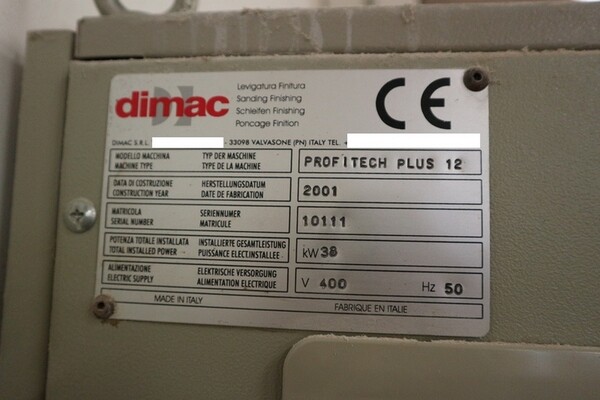 dimac
Levigatura Finitura
Sanding Finishing
Schleifen Finishing
Poncage Finition
CE
DIMAC S.R.L. - 33098 VALVASONE (PN) ITALY TEL. +
MODELLO MACCHINA TYP DER MASCHINE
MACHINE TYPE TYPE DE LA MACHINE
PROFITECH PLUS 12
DATA DI COSTRUZIONE HERSTELLUNGSDATUM
CONSTRUCTION YEAR DATE DE FABRICATION
2001
MATRICOLA SERIENNUMER
SERIAL NUMBER MATRICULE
10111
POTENZA TOTALE INSTALLATA INSTALLIERTE GESAMTLEISTUNG
TOTAL INSTALLED POWER PUISSANCE ELECT.INSTALLEE
kW 38
ALIMENTAZIONE ELEKTRISCHE VERSORGUNG
ELECTRIC SUPPLY ALIMENTATION ELECTRIQUE
V 400 Hz 50
MADE IN ITALY FABRIQUE EN ITALIE